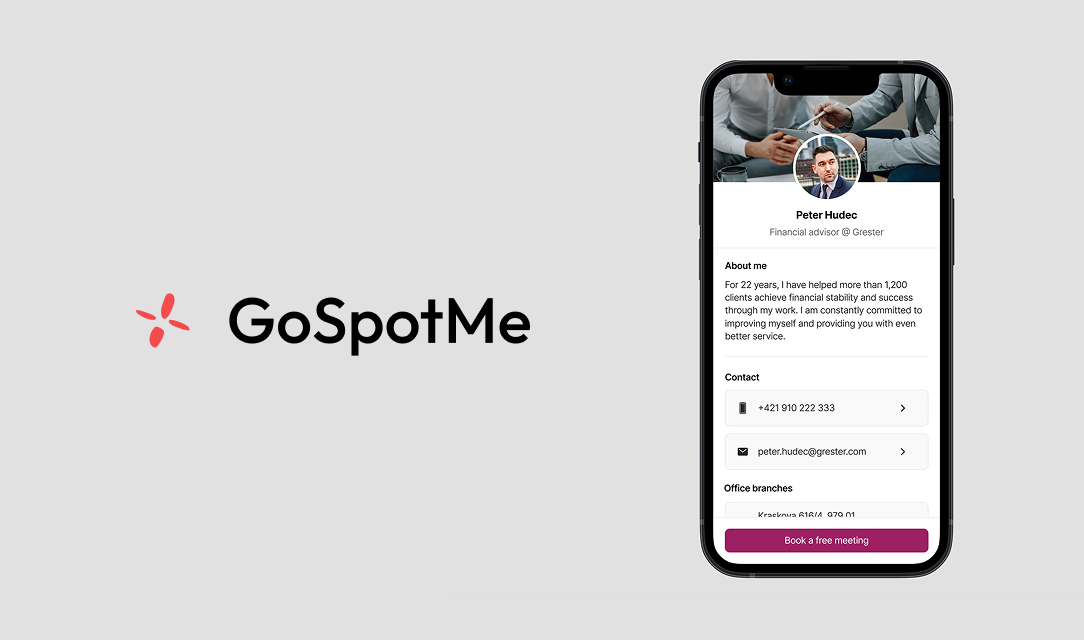 GoSpotMe
Peter Hudec
Financial advisor @ Grester
About me
For 22 years, I have helped more than 1,200
clients achieve financial stability and success
through my work. I am constantly committed to
improving myself and providing you with even
better service.
Contact
+421 910 222 333
peter.hudec@grester.com
Office branches
Kraskova 616/4, 979 01
Book a free meeting